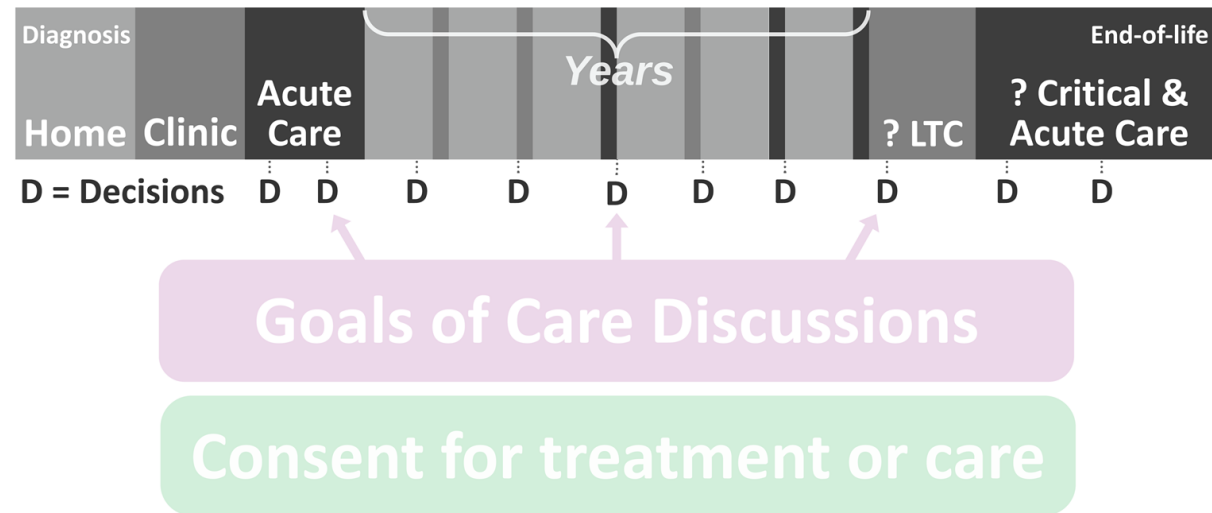 Diagnosis
End-of-life
Years
Home
Clinic
Acute
Care
? LTC
? Critical &
Acute Care
D = Decisions D D D D D D D D D D
Goals of Care Discussions
Consent for treatment or care